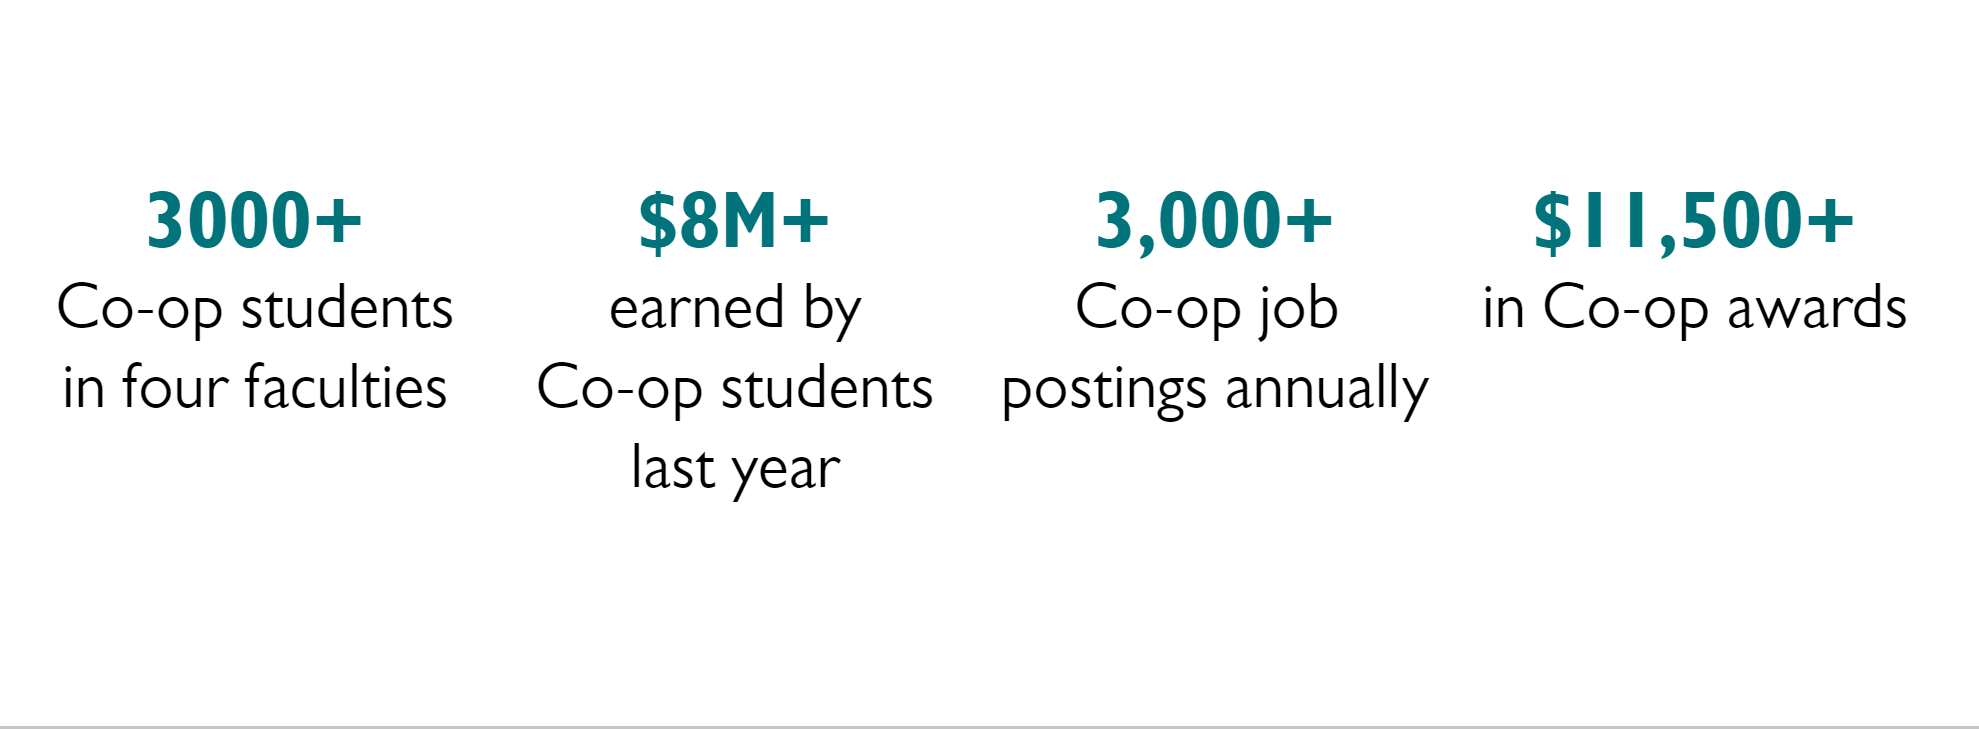 3000+
Co-op students
in four faculties
$8M+
earned by
Co-op students
last year
3,000+
Co-op job
postings annually
$11,500+
in Co-op awards